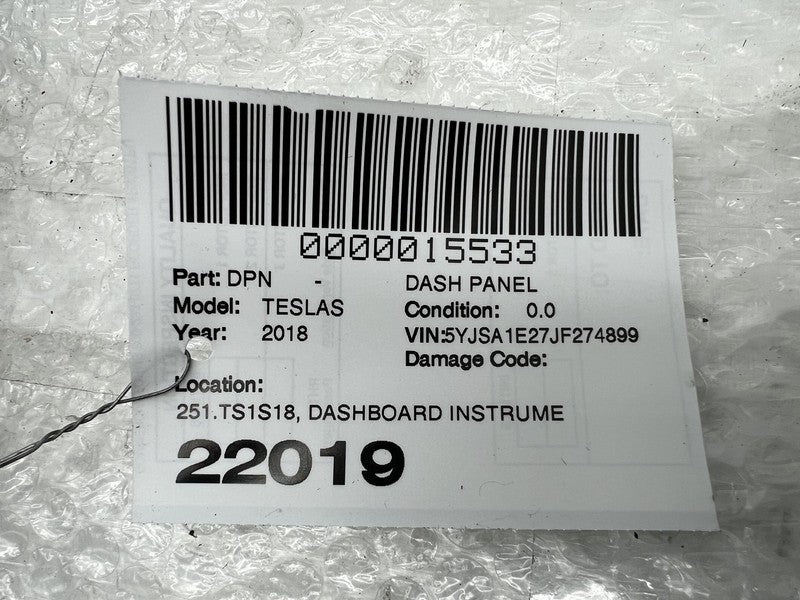 0000015533
Part: DPN - DASH PANEL
Model: TESLAS Condition: 0.0
Year: 2018 VIN:5YJSA1E27JF274899
Damage Code:
Location:
251.TS1S18, DASHBOARD INSTRUME
22019